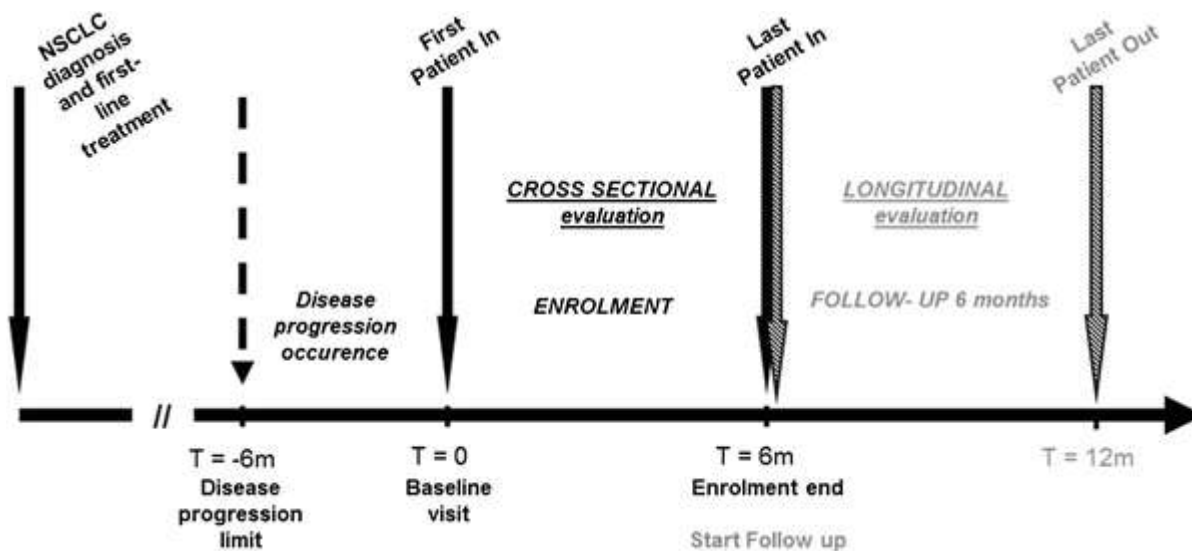 NSCLC
diagnosis
and first-
line
treatment
First
Patient In
Last
Patient In
Last
Patient Out
CROSS SECTIONAL
evaluation
LONGITUDINAL
evaluation
Disease
progression
occurence
ENROLMENT
FOLLOW- UP 6 months
//
T = -6m
Disease
progression
limit
T = 0
Baseline
visit
T = 6m
Enrolment end
Start Follow up
T = 12m